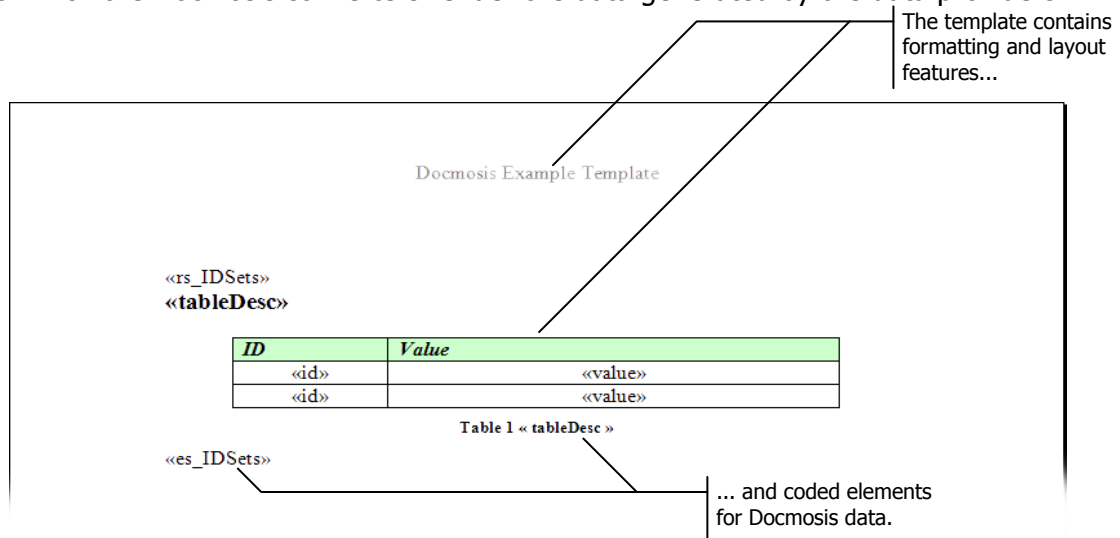 The template contains
formatting and layout
features...
Docmosis Example Template
«rs_IDSets»
«tableDesc»
ID Value
«id» «value»
«id» «value»
Table 1 « tableDesc »
«es_IDSets»
... and coded elements
for Docmosis data.